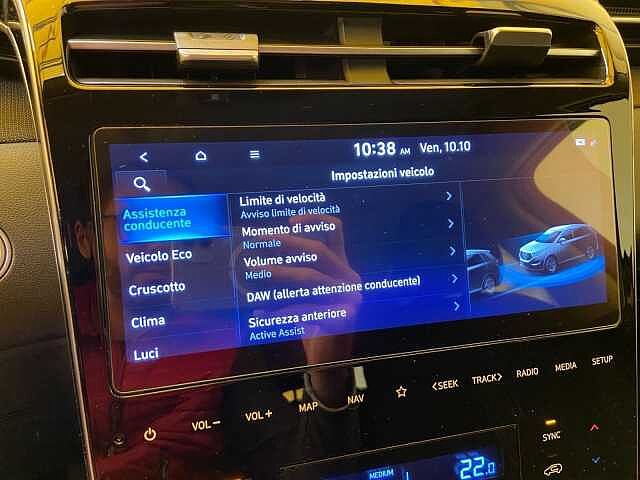 10:38 AM Ven, 10.10
Impostazioni veicolo
Assistenza
conducente
Veicolo Eco
Cruscotto
Clima
Luci
Limite di velocità
Avviso limite di velocità
Momento di avviso
Normale
Volume avviso
Medio
DAW (allerta attenzione conducente)
Sicurezza anteriore
Active Assist
VOL− VOL+ MAP NAV <SEEK TRACK> RADIO MEDIA SETUP
SYNC
MEDIUM 22.0